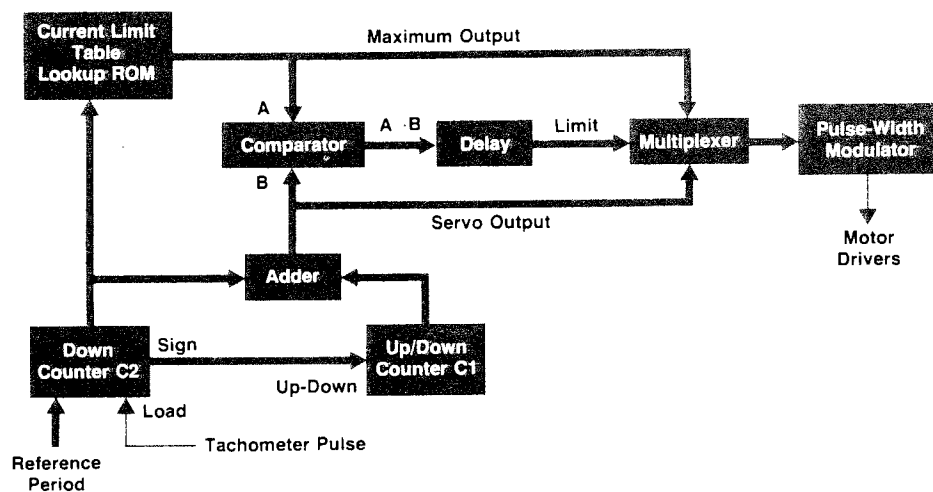 Current Limit
Table
Lookup ROM
Maximum Output
A
Comparator
A B
Delay
Limit
Multiplexer
Pulse-Width
Modulator
B
Servo Output
Motor
Drivers
Adder
Down
Counter C2
Sign
Up/Down
Counter C1
Up-Down
Load
Tachometer Pulse
Reference
Period